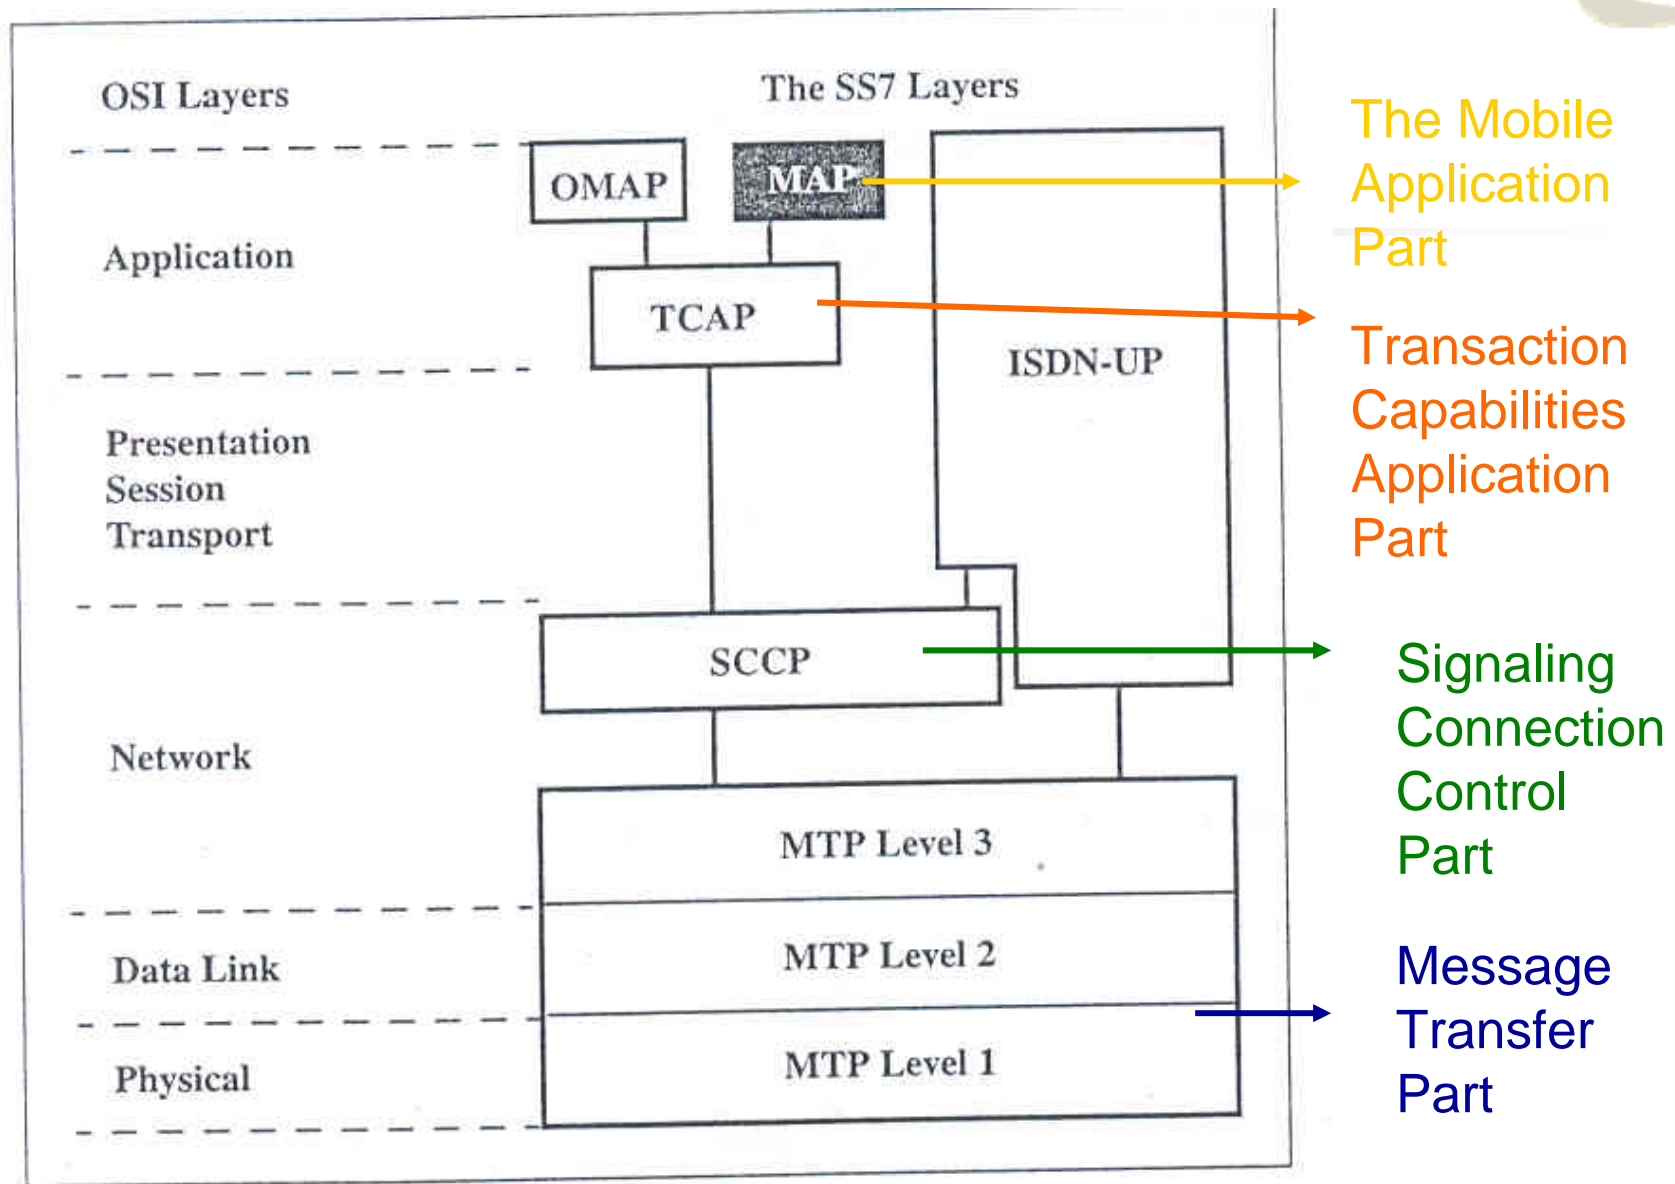 OSI Layers
The SS7 Layers
OMAP
MAP
Application
TCAP
ISDN-UP
Presentation
Session
Transport
SCCP
Network
MTP Level 3
Data Link
MTP Level 2
Physical
MTP Level 1
The Mobile
Application
Part
Transaction
Capabilities
Application
Part
Signaling
Connection
Control
Part
Message
Transfer
Part